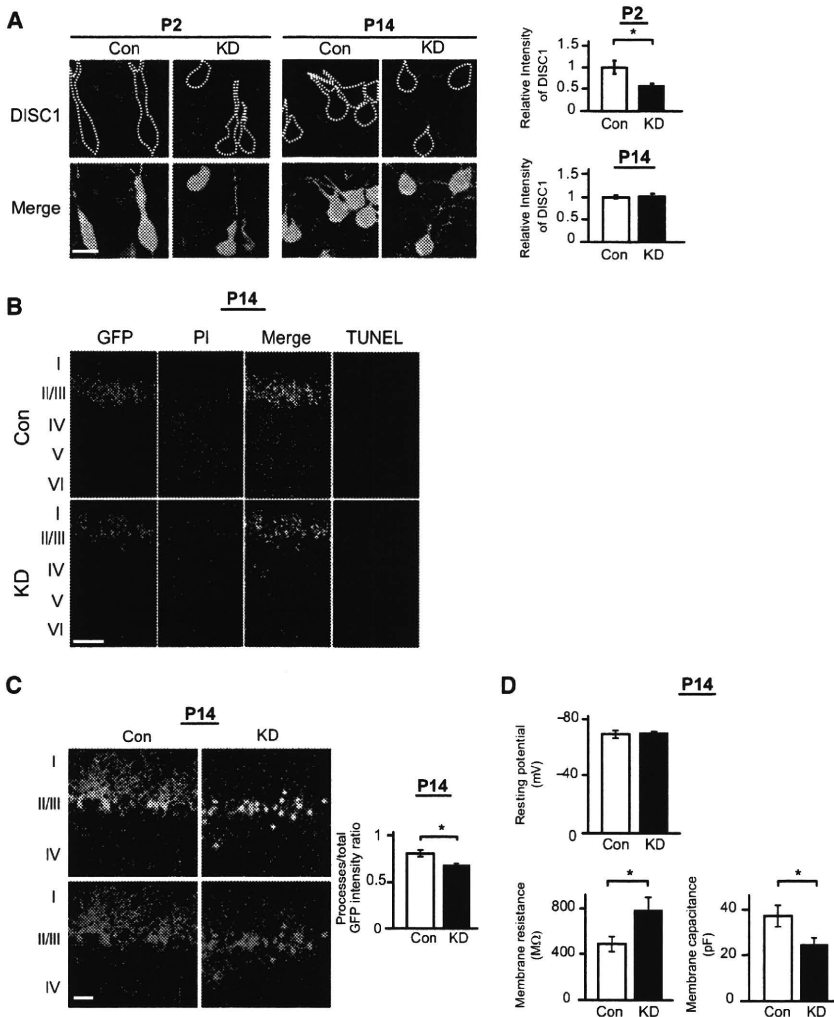 A
P2
P14
Con KD Con KD
DISC1
Merge
P2
Relative Intensity
of DISC1
1.5
1
0.5
0
*
Con KD
P14
Relative Intensity
of DISC1
1.5
1
0.5
0
Con KD
B
P14
GFP PI Merge TUNEL
Con
I
II/III
IV
V
VI
KD
I
II/III
IV
V
VI
C
P14
Con KD
I
II/III
IV
I
II/III
IV
P14
Processes/total
GFP intensity ratio
1
0.5
0
*
Con KD
D
P14
Resting potential
(mV)
−80
−40
0
Con KD
Membrane resistance
(MΩ)
800
400
0
*
Con KD
Membrane capacitance
(pF)
40
20
0
*
Con KD